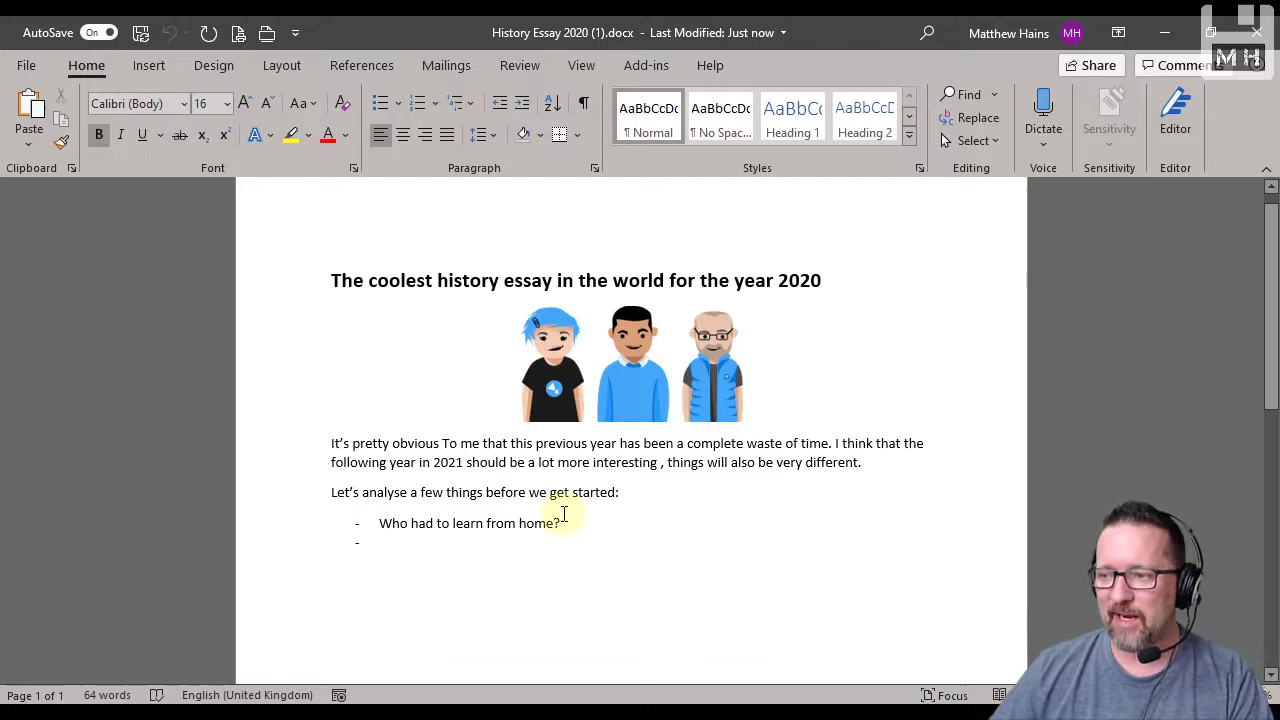 AutoSave On History Essay 2020 (1).docx - Last Modified: Just now Matthew Hains MH
M H
File Home Insert Design Layout References Mailings Review View Add-ins Help Share
Calibri (Body) 16 Aa AaBbCcDc AaBbCcDc AaBbCc AaBbCcD Find
Replace
Paste B I U ab x₂ x² A A ¶ Normal ¶ No Spac... Heading 1 Heading 2 Select Dictate Sensitivity Editor
Clipboard Font Paragraph Styles Editing Voice Sensitivity Editor
The coolest history essay in the world for the year 2020
It's pretty obvious To me that this previous year has been a complete waste of time. I think that the
following year in 2021 should be a lot more interesting , things will also be very different.
Let's analyse a few things before we get started:
- Who had to learn from home?
-
Page 1 of 1 64 words English (United Kingdom) Focus